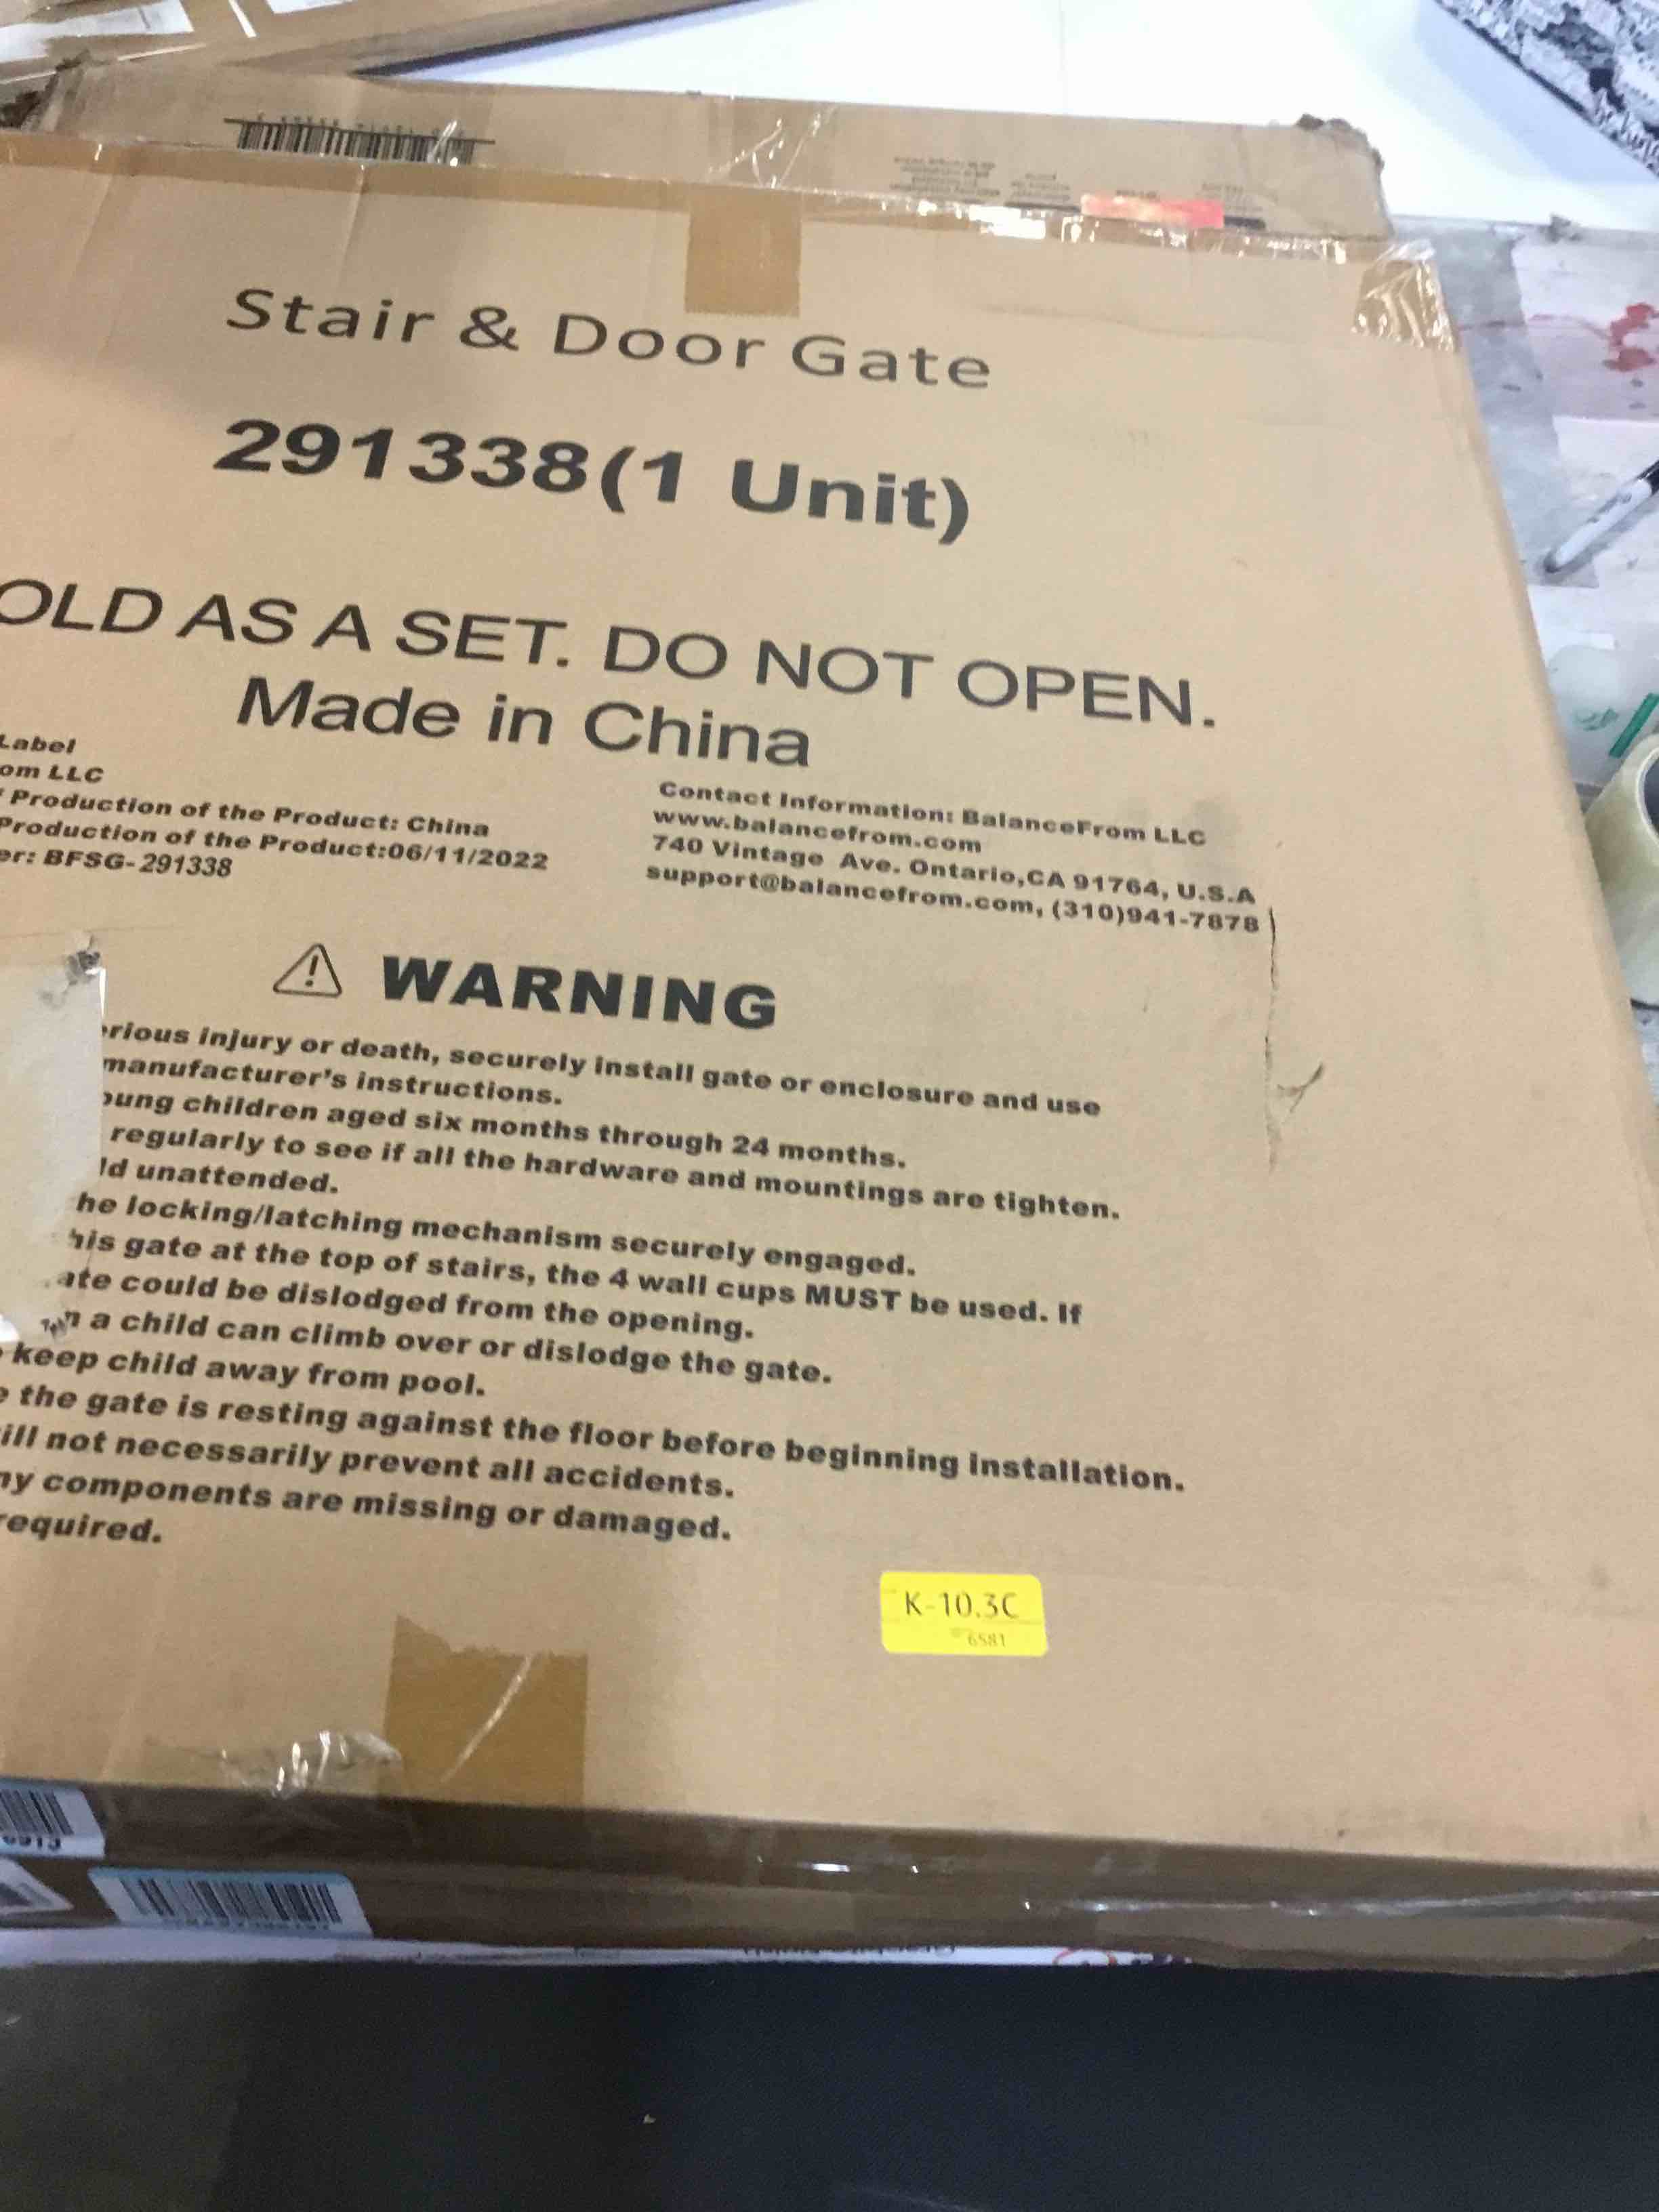 Stair & Door Gate
291338(1 Unit)
OLD AS A SET. DO NOT OPEN.
Made in China
Label
om LLC
Production of the Product: China
Production of the Product:06/11/2022
er: BFSG-291338
Contact Information: BalanceFrom LLC
www.balancefrom.com
740 Vintage Ave. Ontario,CA 91764, U.S.A
support@balancefrom.com, (310)941-7878
WARNING
erious injury or death, securely install gate or enclosure and use
manufacturer's instructions.
oung children aged six months through 24 months.
regularly to see if all the hardware and mountings are tighten.
ld unattended.
he locking/latching mechanism securely engaged.
his gate at the top of stairs, the 4 wall cups MUST be used. If
ate could be dislodged from the opening.
n a child can climb over or dislodge the gate.
keep child away from pool.
e the gate is resting against the floor before beginning installation.
ill not necessarily prevent all accidents.
ny components are missing or damaged.
required.
K-10.3C
6581